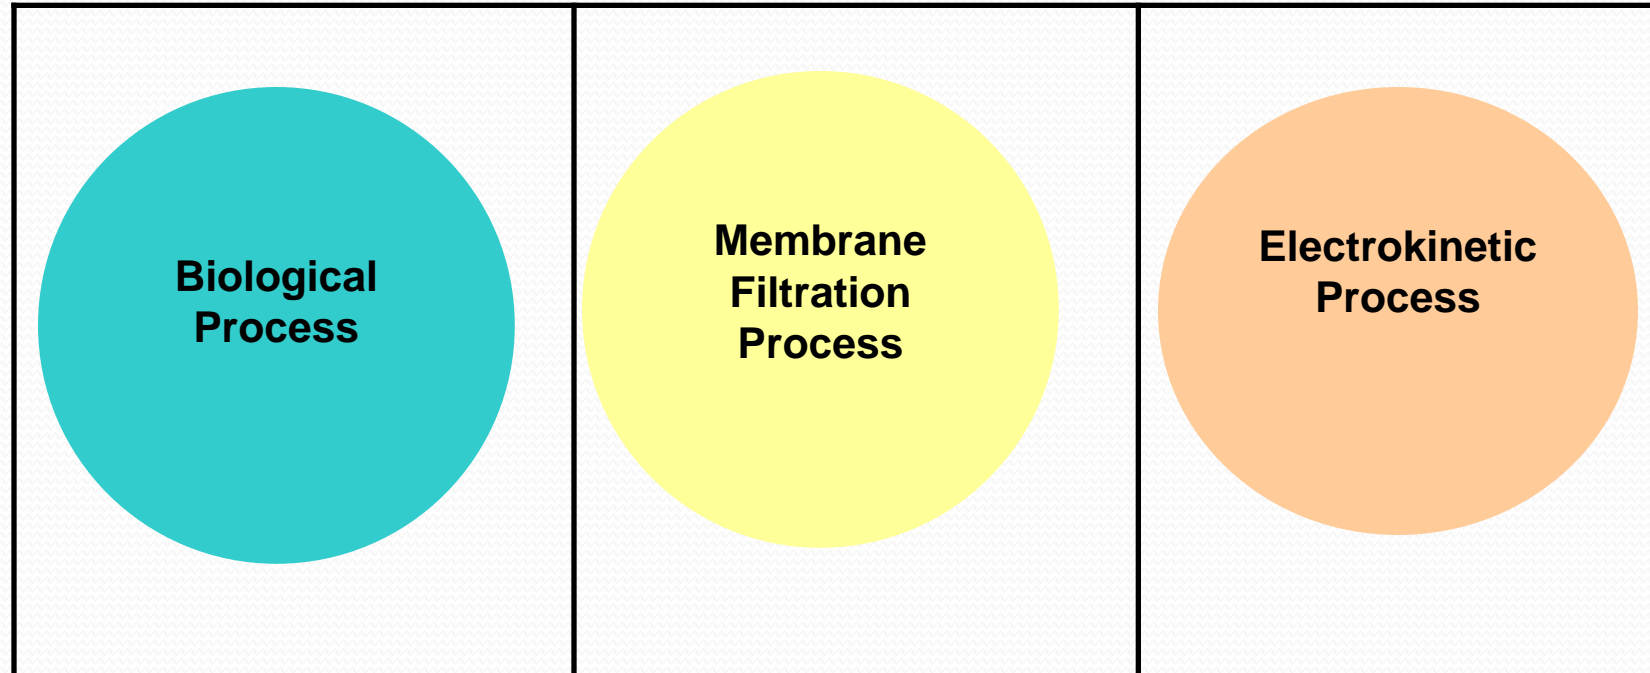 Biological
Process
Membrane
Filtration
Process
Electrokinetic
Process